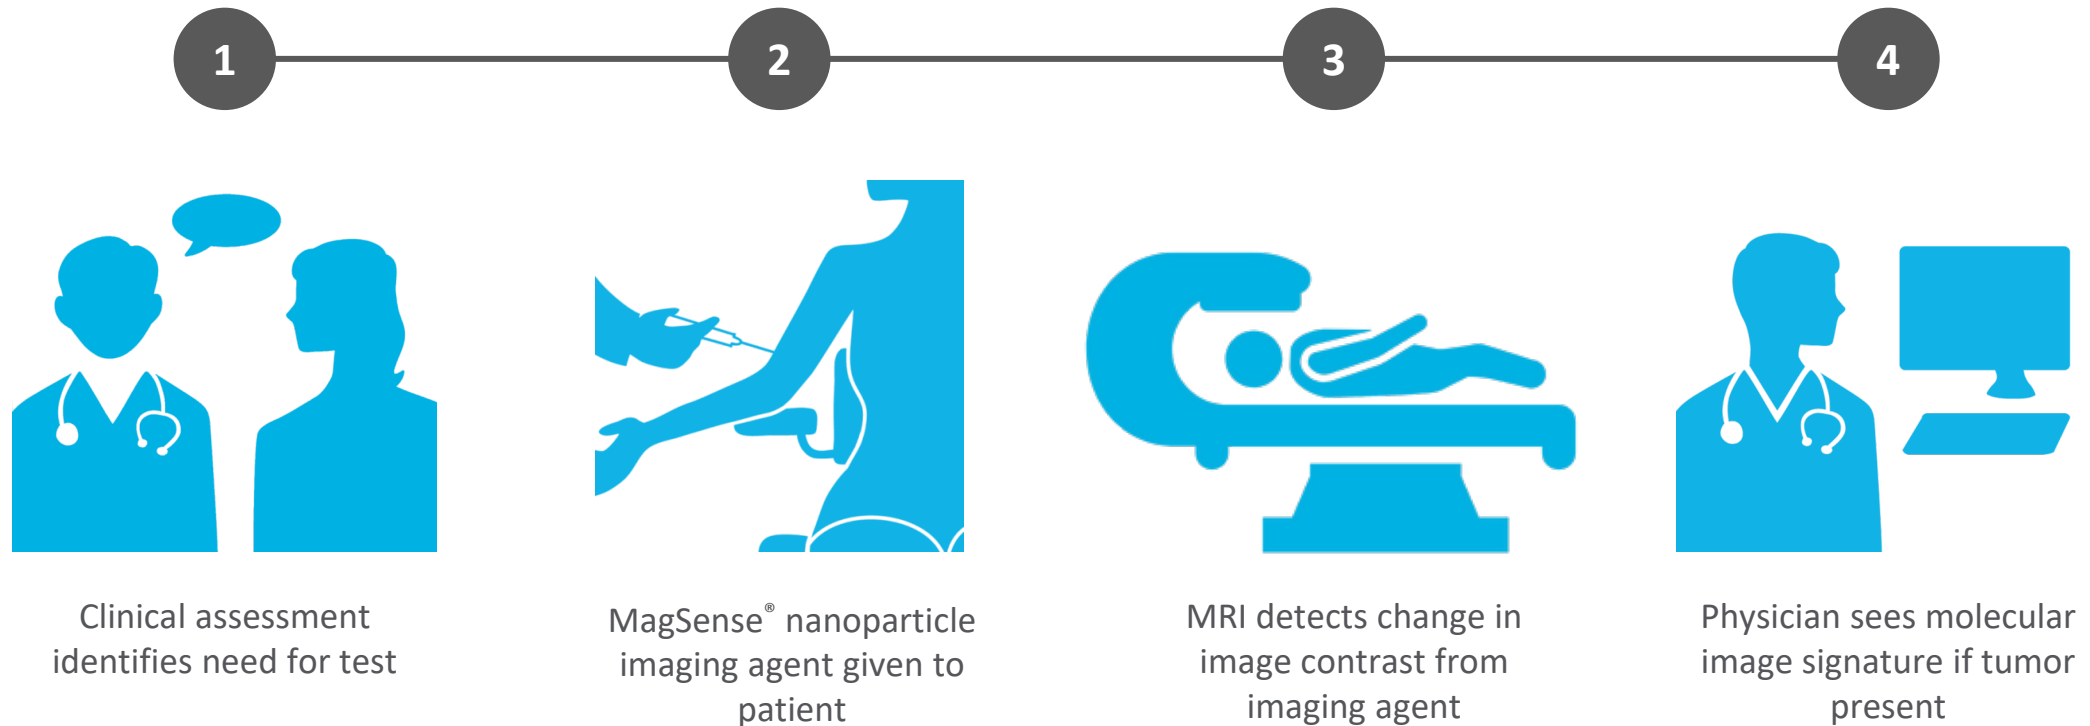 1
2
3
4
Clinical assessment
identifies need for test
MagSense® nanoparticle
imaging agent given to
patient
MRI detects change in
image contrast from
imaging agent
Physician sees molecular
image signature if tumor
present